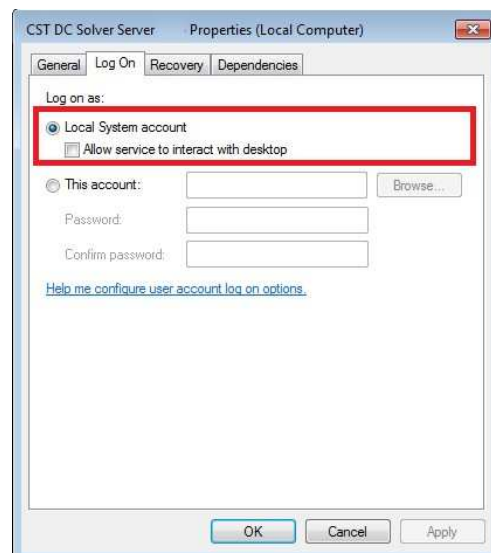 CST DC Solver Server Properties (Local Computer)
General Log On Recovery Dependencies
Log on as:
Local System account
Allow service to interact with desktop
This account:
Browse...
Password:
Confirm password:
Help me configure user account log on options.
OK Cancel Apply